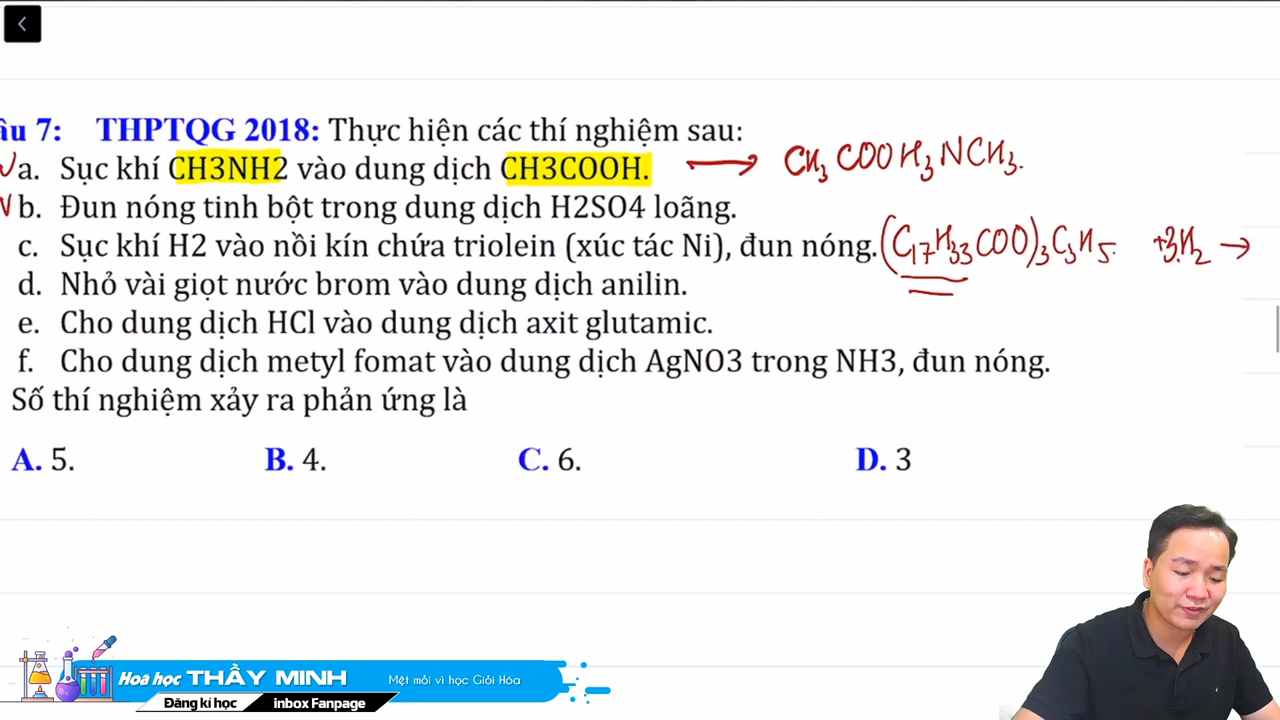 âu 7: THPTQG 2018: Thực hiện các thí nghiệm sau:
a. Sục khí CH3NH2 vào dung dịch CH3COOH. → CH3COOH3NCH3.
b. Đun nóng tinh bột trong dung dịch H2SO4 loãng.
c. Sục khí H2 vào nồi kín chứa triolein (xúc tác Ni), đun nóng. (C17H33COO)3C3H5. +3H2 →
d. Nhỏ vài giọt nước brom vào dung dịch anilin.
e. Cho dung dịch HCl vào dung dịch axit glutamic.
f. Cho dung dịch metyl fomat vào dung dịch AgNO3 trong NH3, đun nóng.
Số thí nghiệm xảy ra phản ứng là
A. 5. B. 4. C. 6. D. 3
Hoá học THẦY MINH Mệt mỏi vì học Giỏi Hóa
Đăng kí học inbox Fanpage